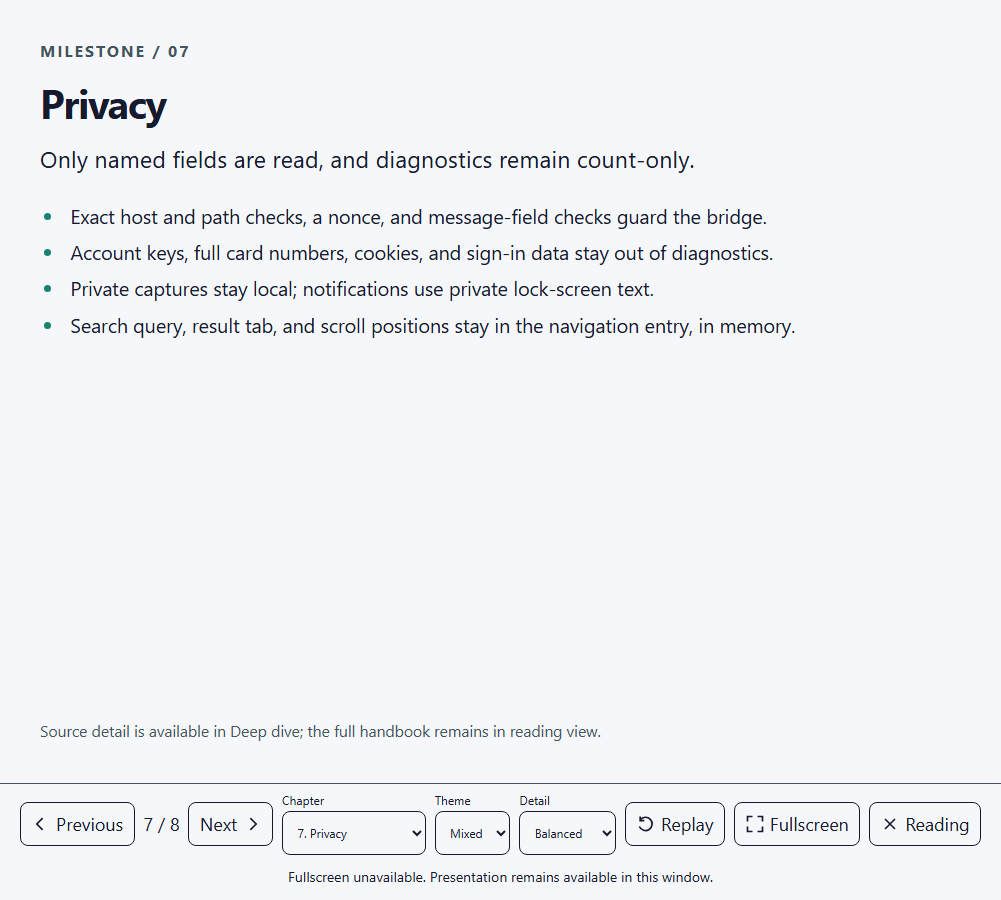 MILESTONE / 07
Privacy
Only named fields are read, and diagnostics remain count-only.
Exact host and path checks, a nonce, and message-field checks guard the bridge.
Account keys, full card numbers, cookies, and sign-in data stay out of diagnostics.
Private captures stay local; notifications use private lock-screen text.
Search query, result tab, and scroll positions stay in the navigation entry, in memory.
Source detail is available in Deep dive; the full handbook remains in reading view.
Chapter Theme Detail
Previous 7 / 8 Next 7. Privacy Mixed Balanced Replay Fullscreen Reading
Fullscreen unavailable. Presentation remains available in this window.